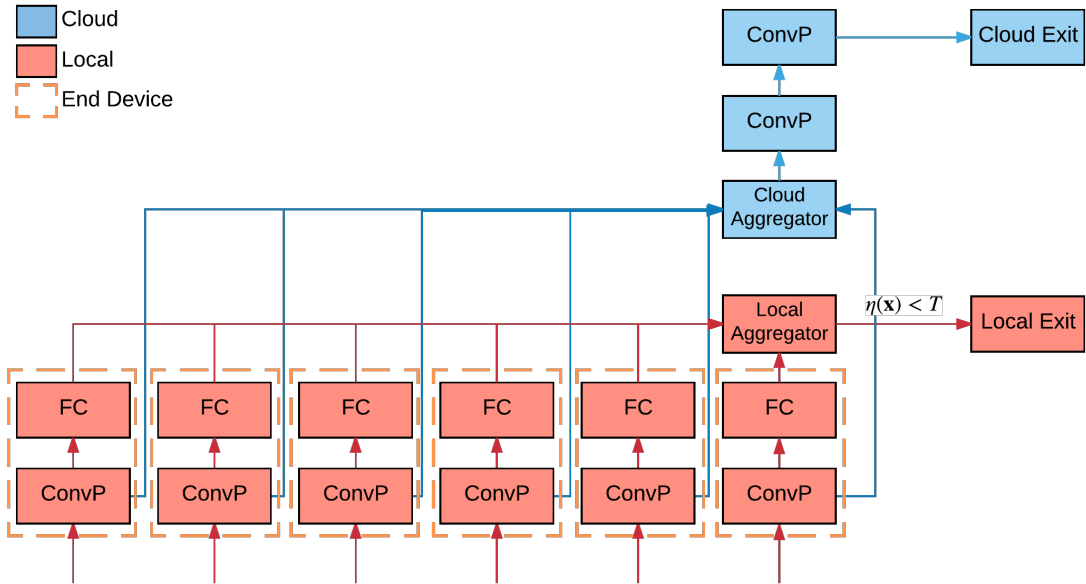 Cloud
Local
End Device
ConvP
Cloud Exit
ConvP
Cloud
Aggregator
η(x) < T
Local
Aggregator
Local Exit
FC
FC
FC
FC
FC
FC
ConvP
ConvP
ConvP
ConvP
ConvP
ConvP